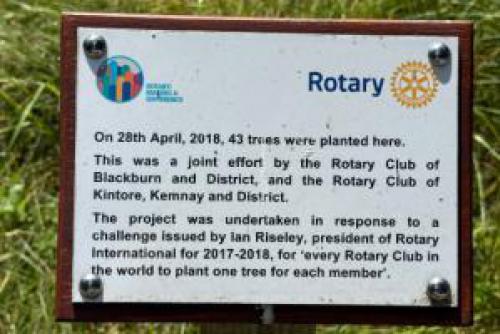 ROTARY:
MAKING A
DIFFERENCE
Rotary
On 28th April, 2018, 43 trees were planted here.
This was a joint effort by the Rotary Club of
Blackburn and District, and the Rotary Club of
Kintore, Kemnay and District.
The project was undertaken in response to a
challenge issued by Ian Riseley, president of Rotary
International for 2017-2018, for 'every Rotary Club in
the world to plant one tree for each member'.